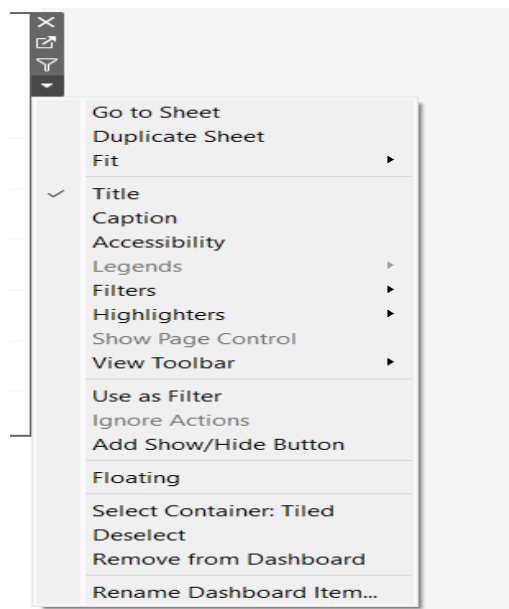 Go to Sheet
Duplicate Sheet
Fit
Title
Caption
Accessibility
Legends
Filters
Highlighters
Show Page Control
View Toolbar
Use as Filter
Ignore Actions
Add Show/Hide Button
Floating
Select Container: Tiled
Deselect
Remove from Dashboard
Rename Dashboard Item...